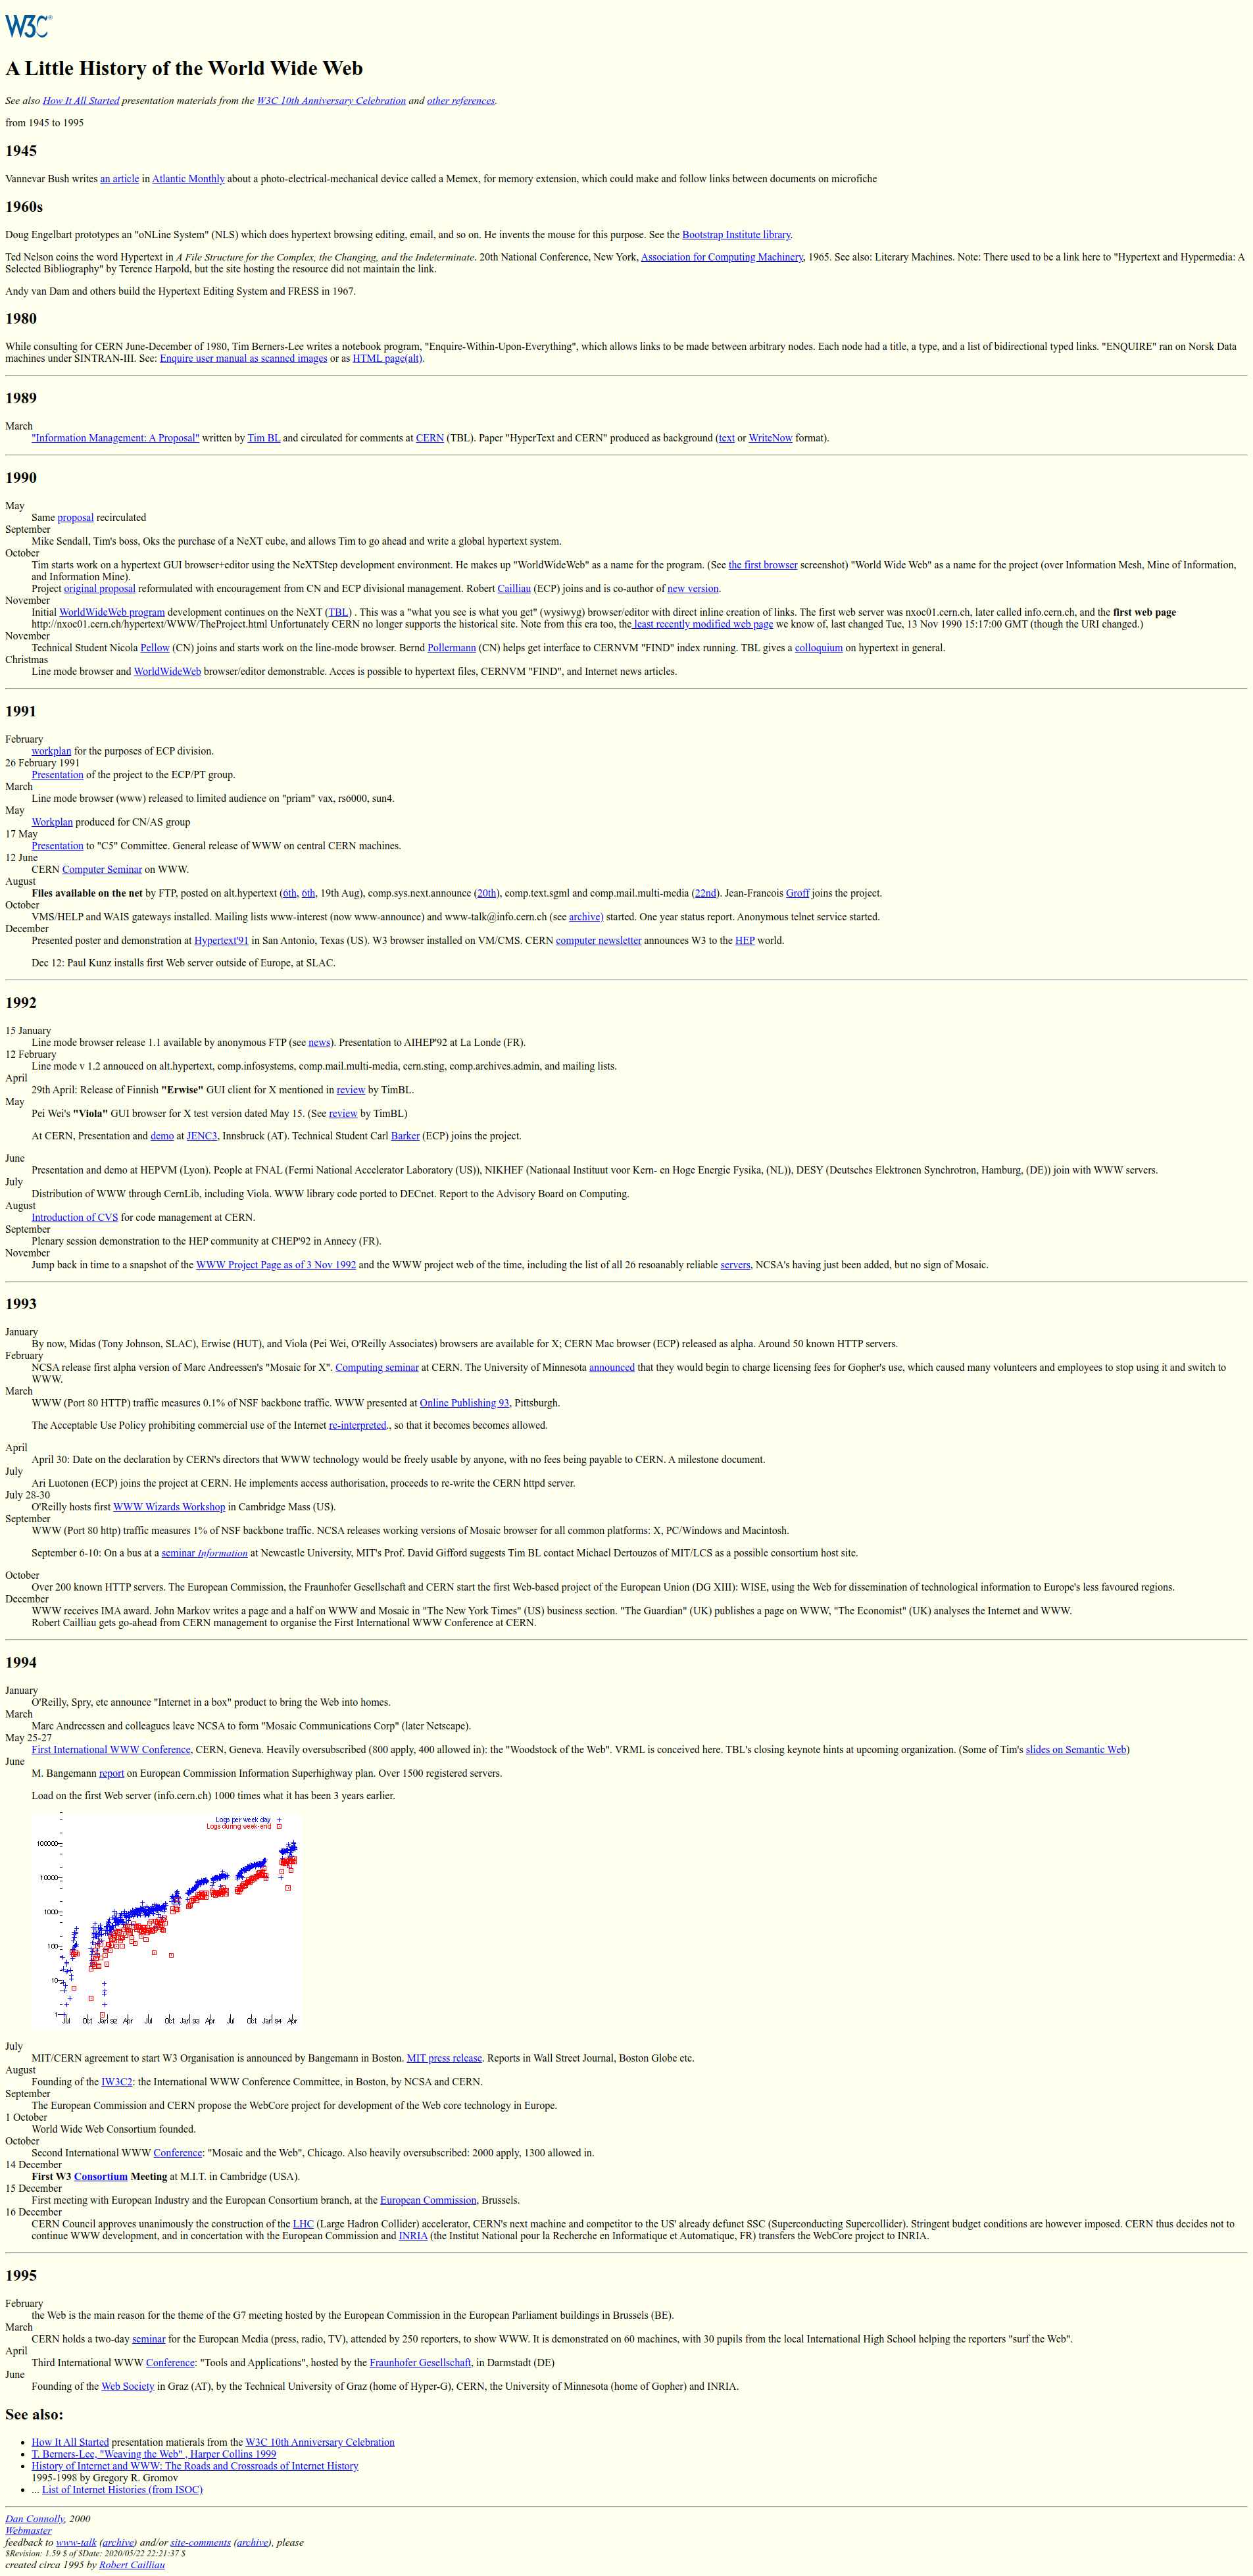 W3C®
A Little History of the World Wide Web
See also How It All Started presentation materials from the W3C 10th Anniversary Celebration and other references.
from 1945 to 1995
1945
Vannevar Bush writes an article in Atlantic Monthly about a photo-electrical-mechanical device called a Memex, for memory extension, which could make and follow links between documents on microfiche
1960s
Doug Engelbart prototypes an "oNLine System" (NLS) which does hypertext browsing editing, email, and so on. He invents the mouse for this purpose. See the Bootstrap Institute library.
Ted Nelson coins the word Hypertext in A File Structure for the Complex, the Changing, and the Indeterminate. 20th National Conference, New York, Association for Computing Machinery, 1965. See also: Literary Machines. Note: There used to be a link here to "Hypertext and Hypermedia: A
Selected Bibliography" by Terence Harpold, but the site hosting the resource did not maintain the link.
Andy van Dam and others build the Hypertext Editing System and FRESS in 1967.
1980
While consulting for CERN June-December of 1980, Tim Berners-Lee writes a notebook program, "Enquire-Within-Upon-Everything", which allows links to be made between arbitrary nodes. Each node had a title, a type, and a list of bidirectional typed links. "ENQUIRE" ran on Norsk Data
machines under SINTRAN-III. See: Enquire user manual as scanned images or as HTML page(alt).
1989
March
"Information Management: A Proposal" written by Tim BL and circulated for comments at CERN (TBL). Paper "HyperText and CERN" produced as background (text or WriteNow format).
1990
May
Same proposal recirculated
September
Mike Sendall, Tim's boss, Oks the purchase of a NeXT cube, and allows Tim to go ahead and write a global hypertext system.
October
Tim starts work on a hypertext GUI browser+editor using the NeXTStep development environment. He makes up "WorldWideWeb" as a name for the program. (See the first browser screenshot) "World Wide Web" as a name for the project (over Information Mesh, Mine of Information,
and Information Mine).
Project original proposal reformulated with encouragement from CN and ECP divisional management. Robert Cailliau (ECP) joins and is co-author of new version.
November
Initial WorldWideWeb program development continues on the NeXT (TBL) . This was a "what you see is what you get" (wysiwyg) browser/editor with direct inline creation of links. The first web server was nxoc01.cern.ch, later called info.cern.ch, and the first web page
http://nxoc01.cern.ch/hypertext/WWW/TheProject.html Unfortunately CERN no longer supports the historical site. Note from this era too, the least recently modified web page we know of, last changed Tue, 13 Nov 1990 15:17:00 GMT (though the URI changed.)
November
Technical Student Nicola Pellow (CN) joins and starts work on the line-mode browser. Bernd Pollermann (CN) helps get interface to CERNVM "FIND" index running. TBL gives a colloquium on hypertext in general.
Christmas
Line mode browser and WorldWideWeb browser/editor demonstrable. Acces is possible to hypertext files, CERNVM "FIND", and Internet news articles.
1991
February
workplan for the purposes of ECP division.
26 February 1991
Presentation of the project to the ECP/PT group.
March
Line mode browser (www) released to limited audience on "priam" vax, rs6000, sun4.
May
Workplan produced for CN/AS group
17 May
Presentation to "C5" Committee. General release of WWW on central CERN machines.
12 June
CERN Computer Seminar on WWW.
August
Files available on the net by FTP, posted on alt.hypertext (6th, 6th, 19th Aug), comp.sys.next.announce (20th), comp.text.sgml and comp.mail.multi-media (22nd). Jean-Francois Groff joins the project.
October
VMS/HELP and WAIS gateways installed. Mailing lists www-interest (now www-announce) and www-talk@info.cern.ch (see archive) started. One year status report. Anonymous telnet service started.
December
Presented poster and demonstration at Hypertext'91 in San Antonio, Texas (US). W3 browser installed on VM/CMS. CERN computer newsletter announces W3 to the HEP world.
Dec 12: Paul Kunz installs first Web server outside of Europe, at SLAC.
1992
15 January
Line mode browser release 1.1 available by anonymous FTP (see news). Presentation to AIHEP'92 at La Londe (FR).
12 February
Line mode v 1.2 annouced on alt.hypertext, comp.infosystems, comp.mail.multi-media, cern.sting, comp.archives.admin, and mailing lists.
April
29th April: Release of Finnish "Erwise" GUI client for X mentioned in review by TimBL.
May
Pei Wei's "Viola" GUI browser for X test version dated May 15. (See review by TimBL)
At CERN, Presentation and demo at JENC3, Innsbruck (AT). Technical Student Carl Barker (ECP) joins the project.
June
Presentation and demo at HEPVM (Lyon). People at FNAL (Fermi National Accelerator Laboratory (US)), NIKHEF (Nationaal Instituut voor Kern- en Hoge Energie Fysika, (NL)), DESY (Deutsches Elektronen Synchrotron, Hamburg, (DE)) join with WWW servers.
July
Distribution of WWW through CernLib, including Viola. WWW library code ported to DECnet. Report to the Advisory Board on Computing.
August
Introduction of CVS for code management at CERN.
September
Plenary session demonstration to the HEP community at CHEP'92 in Annecy (FR).
November
Jump back in time to a snapshot of the WWW Project Page as of 3 Nov 1992 and the WWW project web of the time, including the list of all 26 resoanably reliable servers, NCSA's having just been added, but no sign of Mosaic.
1993
January
By now, Midas (Tony Johnson, SLAC), Erwise (HUT), and Viola (Pei Wei, O'Reilly Associates) browsers are available for X; CERN Mac browser (ECP) released as alpha. Around 50 known HTTP servers.
February
NCSA release first alpha version of Marc Andreessen's "Mosaic for X". Computing seminar at CERN. The University of Minnesota announced that they would begin to charge licensing fees for Gopher's use, which caused many volunteers and employees to stop using it and switch to
WWW.
March
WWW (Port 80 HTTP) traffic measures 0.1% of NSF backbone traffic. WWW presented at Online Publishing 93, Pittsburgh.
The Acceptable Use Policy prohibiting commercial use of the Internet re-interpreted., so that it becomes becomes allowed.
April
April 30: Date on the declaration by CERN's directors that WWW technology would be freely usable by anyone, with no fees being payable to CERN. A milestone document.
July
Ari Luotonen (ECP) joins the project at CERN. He implements access authorisation, proceeds to re-write the CERN httpd server.
July 28-30
O'Reilly hosts first WWW Wizards Workshop in Cambridge Mass (US).
September
WWW (Port 80 http) traffic measures 1% of NSF backbone traffic. NCSA releases working versions of Mosaic browser for all common platforms: X, PC/Windows and Macintosh.
September 6-10: On a bus at a seminar Information at Newcastle University, MIT's Prof. David Gifford suggests Tim BL contact Michael Dertouzos of MIT/LCS as a possible consortium host site.
October
Over 200 known HTTP servers. The European Commission, the Fraunhofer Gesellschaft and CERN start the first Web-based project of the European Union (DG XIII): WISE, using the Web for dissemination of technological information to Europe's less favoured regions.
December
WWW receives IMA award. John Markov writes a page and a half on WWW and Mosaic in "The New York Times" (US) business section. "The Guardian" (UK) publishes a page on WWW, "The Economist" (UK) analyses the Internet and WWW.
Robert Cailliau gets go-ahead from CERN management to organise the First International WWW Conference at CERN.
1994
January
O'Reilly, Spry, etc announce "Internet in a box" product to bring the Web into homes.
March
Marc Andreessen and colleagues leave NCSA to form "Mosaic Communications Corp" (later Netscape).
May 25-27
First International WWW Conference, CERN, Geneva. Heavily oversubscribed (800 apply, 400 allowed in): the "Woodstock of the Web". VRML is conceived here. TBL's closing keynote hints at upcoming organization. (Some of Tim's slides on Semantic Web)
June
M. Bangemann report on European Commission Information Superhighway plan. Over 1500 registered servers.
Load on the first Web server (info.cern.ch) 1000 times what it has been 3 years earlier.
Logs per week day
Logs during week-end
100000
10000
1000
100
10
1
Jul Oct Jan 92 Apr Jul Oct Jan 93 Apr Jul Oct Jan 94 Apr
July
MIT/CERN agreement to start W3 Organisation is announced by Bangemann in Boston. MIT press release. Reports in Wall Street Journal, Boston Globe etc.
August
Founding of the IW3C2: the International WWW Conference Committee, in Boston, by NCSA and CERN.
September
The European Commission and CERN propose the WebCore project for development of the Web core technology in Europe.
1 October
World Wide Web Consortium founded.
October
Second International WWW Conference: "Mosaic and the Web", Chicago. Also heavily oversubscribed: 2000 apply, 1300 allowed in.
14 December
First W3 Consortium Meeting at M.I.T. in Cambridge (USA).
15 December
First meeting with European Industry and the European Consortium branch, at the European Commission, Brussels.
16 December
CERN Council approves unanimously the construction of the LHC (Large Hadron Collider) accelerator, CERN's next machine and competitor to the US' already defunct SSC (Superconducting Supercollider). Stringent budget conditions are however imposed. CERN thus decides not to
continue WWW development, and in concertation with the European Commission and INRIA (the Institut National pour la Recherche en Informatique et Automatique, FR) transfers the WebCore project to INRIA.
1995
February
the Web is the main reason for the theme of the G7 meeting hosted by the European Commission in the European Parliament buildings in Brussels (BE).
March
CERN holds a two-day seminar for the European Media (press, radio, TV), attended by 250 reporters, to show WWW. It is demonstrated on 60 machines, with 30 pupils from the local International High School helping the reporters "surf the Web".
April
Third International WWW Conference: "Tools and Applications", hosted by the Fraunhofer Gesellschaft, in Darmstadt (DE)
June
Founding of the Web Society in Graz (AT), by the Technical University of Graz (home of Hyper-G), CERN, the University of Minnesota (home of Gopher) and INRIA.
See also:
How It All Started presentation matierals from the W3C 10th Anniversary Celebration
T. Berners-Lee, "Weaving the Web" , Harper Collins 1999
History of Internet and WWW: The Roads and Crossroads of Internet History
1995-1998 by Gregory R. Gromov
... List of Internet Histories (from ISOC)
Dan Connolly, 2000
Webmaster
feedback to www-talk (archive) and/or site-comments (archive), please
$Revision: 1.59 $ of $Date: 2020/05/22 22:21:37 $
created circa 1995 by Robert Cailliau